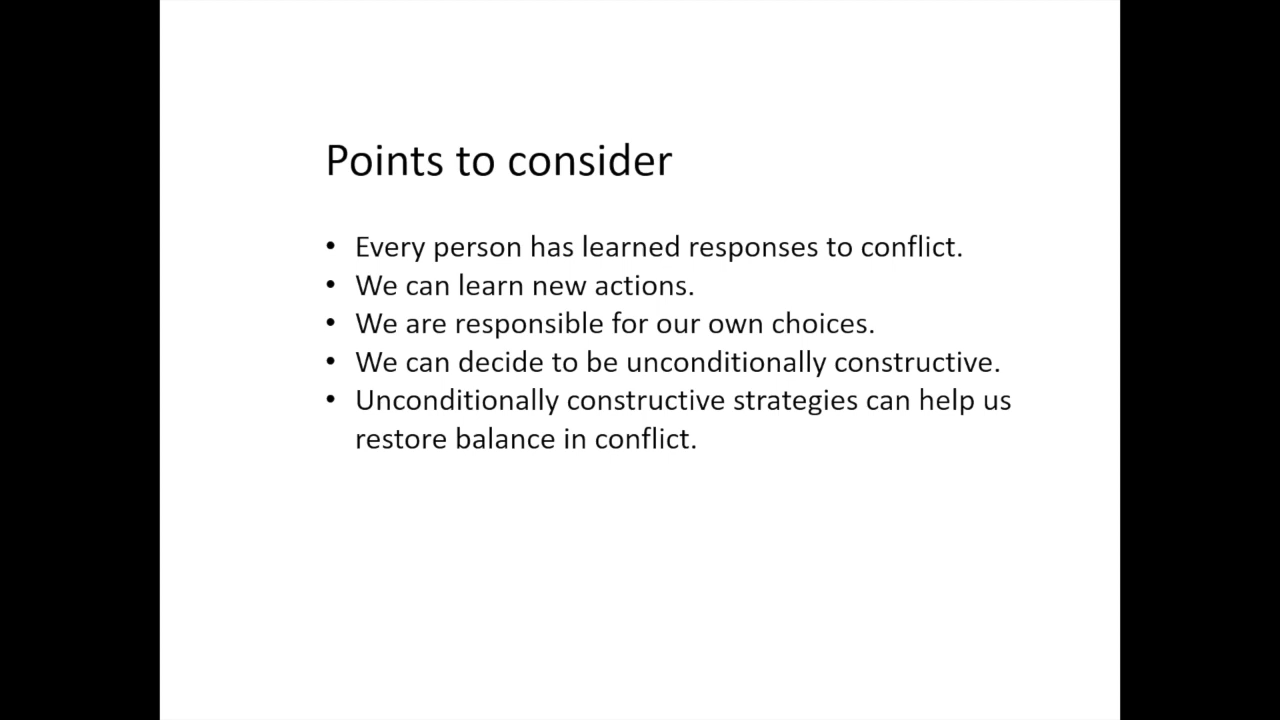 Points to consider
• Every person has learned responses to conflict.
• We can learn new actions.
• We are responsible for our own choices.
• We can decide to be unconditionally constructive.
• Unconditionally constructive strategies can help us
restore balance in conflict.